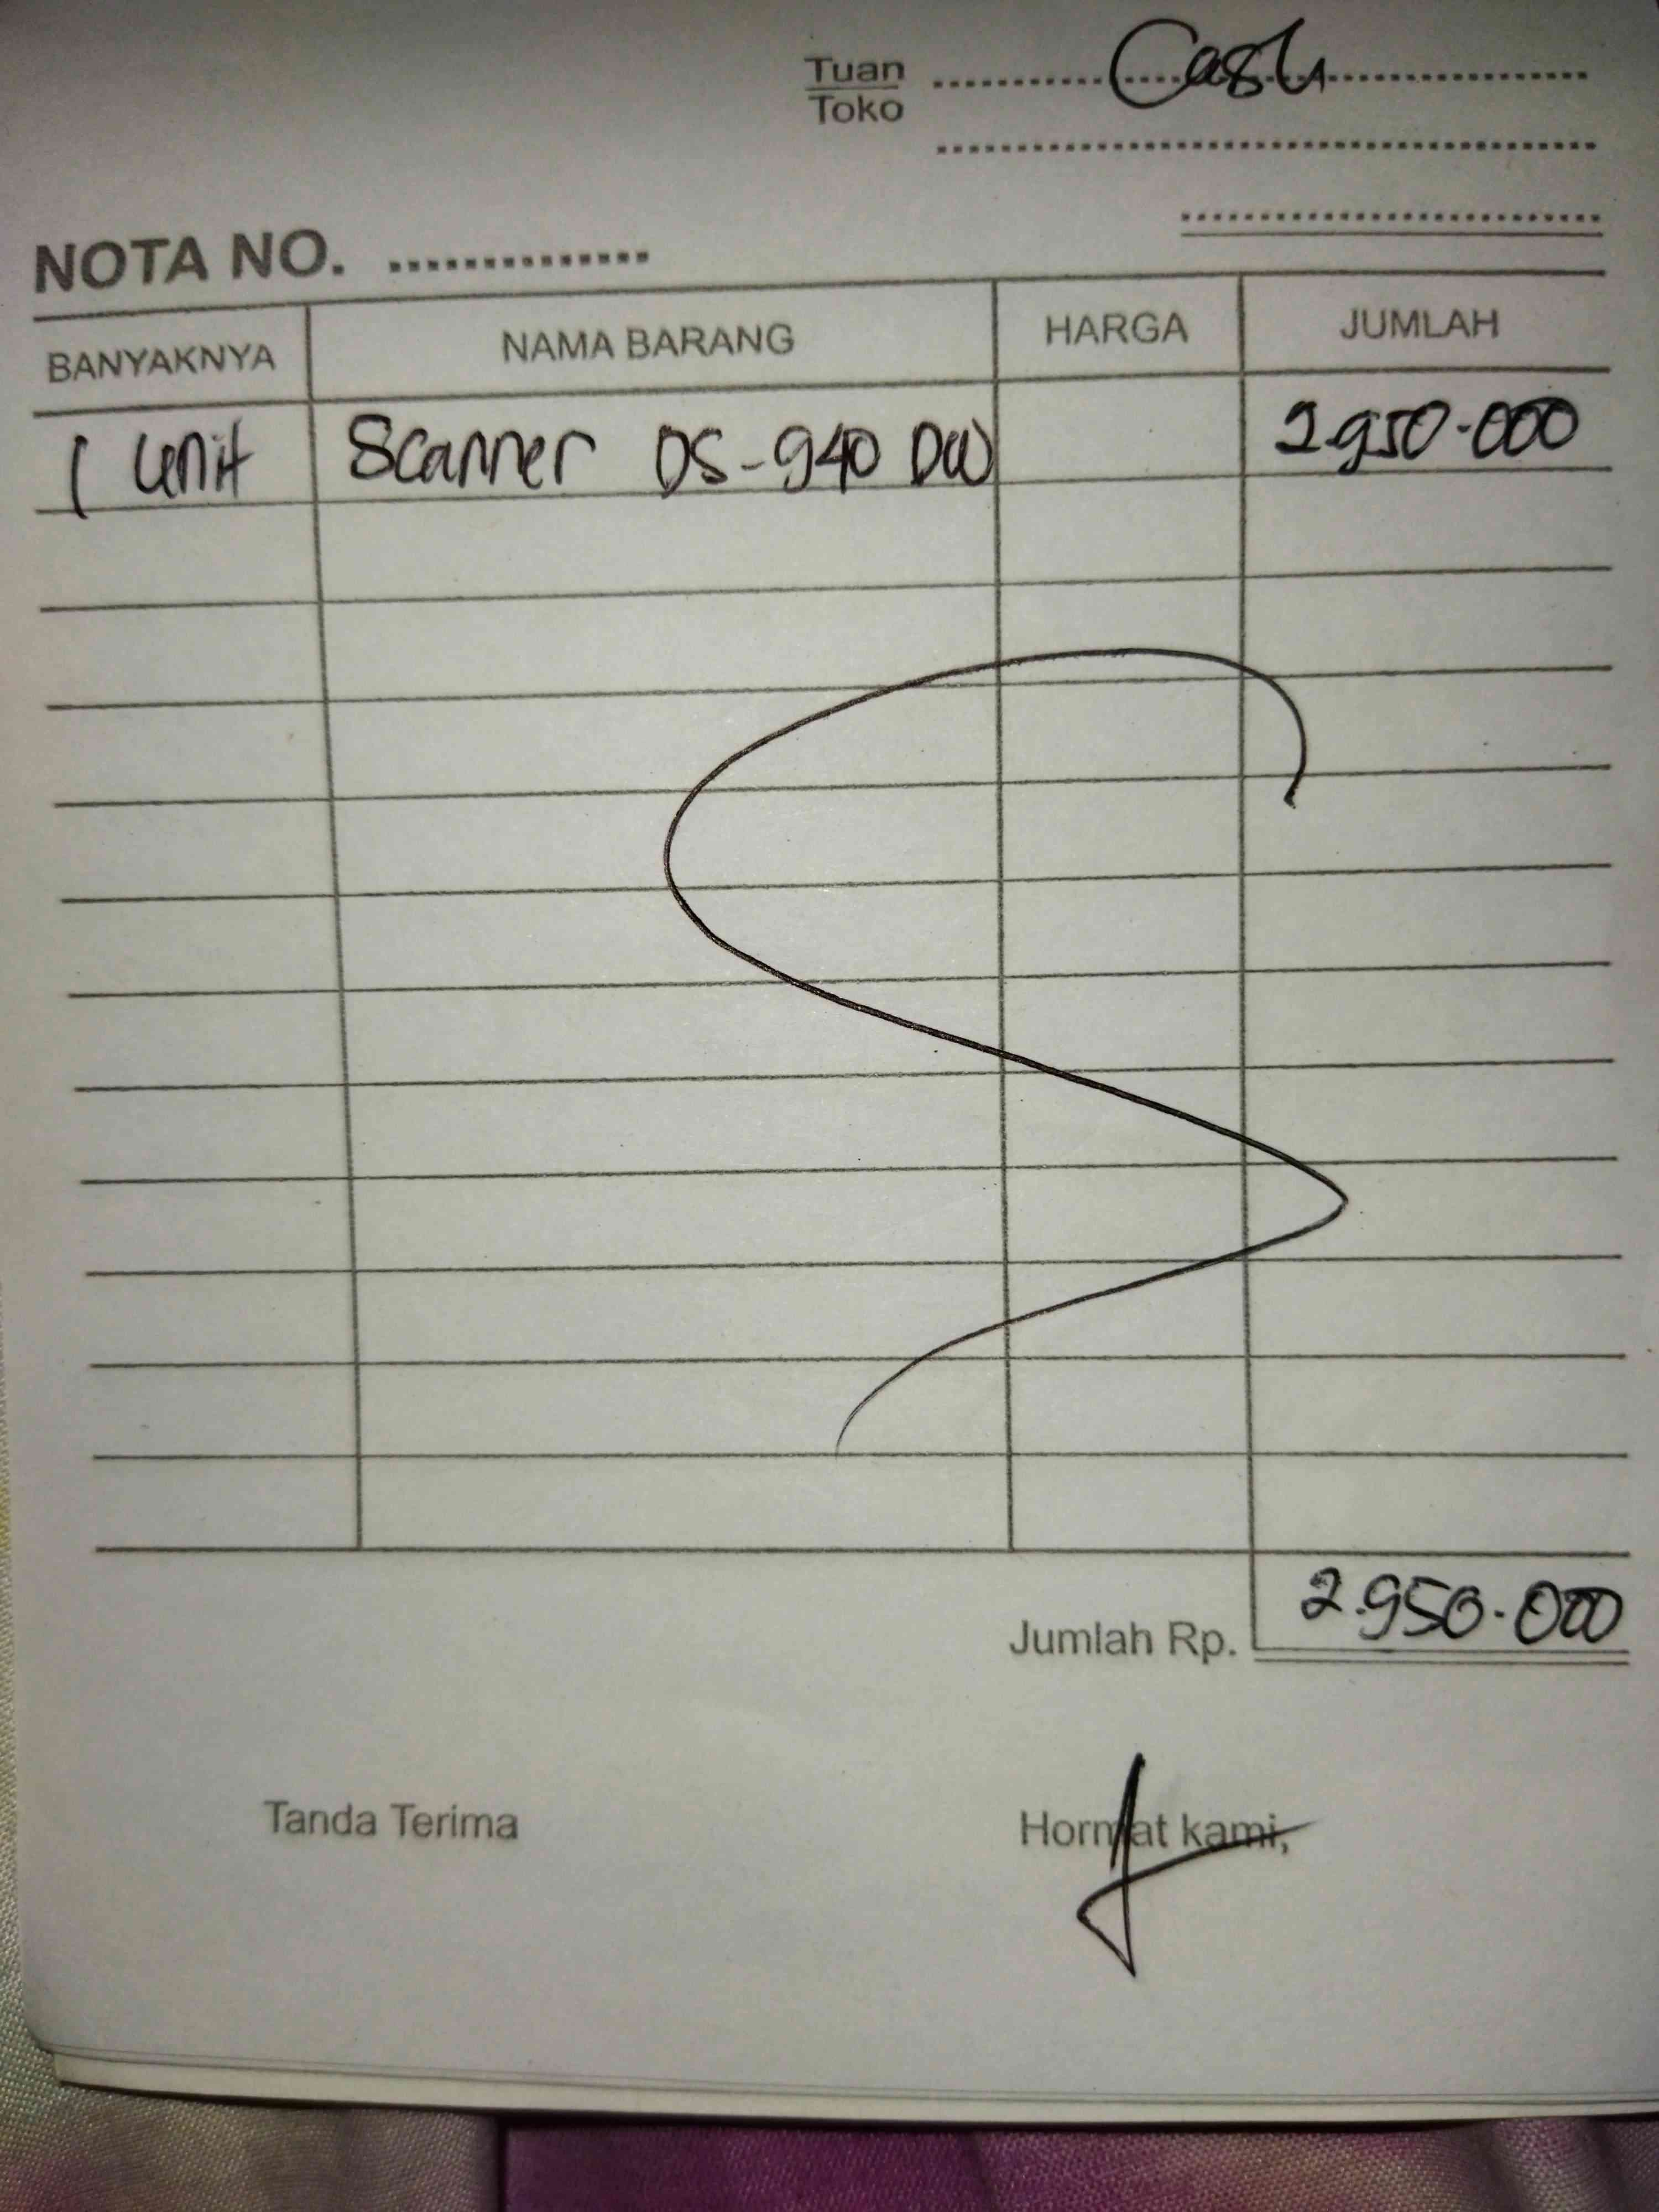 Tuan Cash
Toko
NOTA NO. ..............
BANYAKNYA NAMA BARANG HARGA JUMLAH
1 Unit Scanner DS-940 DW 2.950.000
Jumlah Rp. 2.950.000
Tanda Terima Hormat kami,